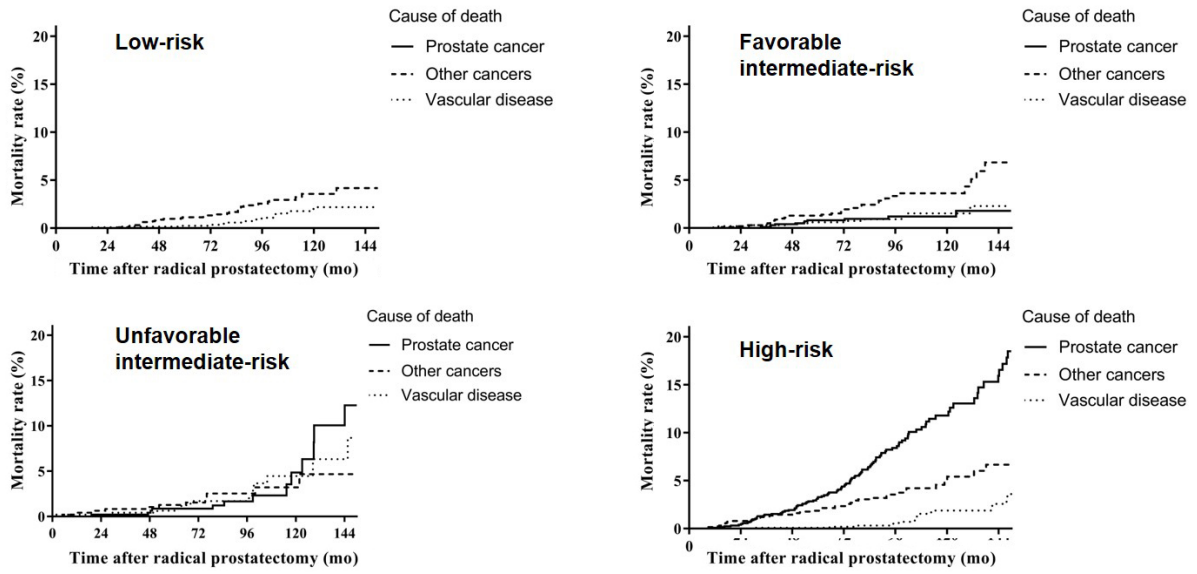 Cause of death
Low-risk
Prostate cancer
Other cancers
Vascular disease
Mortality rate (%)
20
15
10
5
0
0 24 48 72 96 120 144
Time after radical prostatectomy (mo)
Cause of death
Favorable
intermediate-risk
Prostate cancer
Other cancers
Vascular disease
Mortality rate (%)
20
15
10
5
0
0 24 48 72 96 120 144
Time after radical prostatectomy (mo)
Cause of death
Unfavorable
intermediate-risk
Prostate cancer
Other cancers
Vascular disease
Mortality rate (%)
20
15
10
5
0
0 24 48 72 96 120 144
Time after radical prostatectomy (mo)
Cause of death
High-risk
Prostate cancer
Other cancers
Vascular disease
Mortality rate (%)
20
15
10
5
0
0
Time after radical prostatectomy (mo)